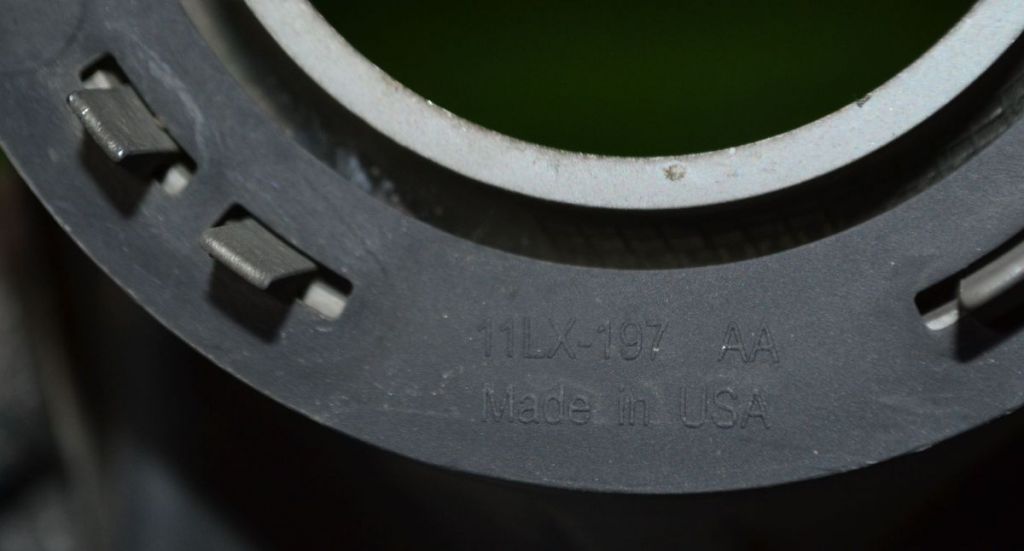 11LX-197 AA
Made in USA